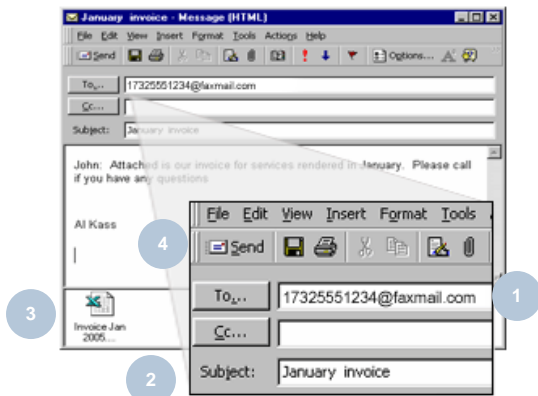 January invoice - Message (HTML)
File Edit View Insert Format Tools Actions Help
Send Options...
To... 17325551234@faxmail.com
Cc...
Subject: January invoice
John: Attached is our invoice for services rendered in January. Please call
if you have any questions
Al Kass
Invoice Jan
2005...
File Edit View Insert Format Tools
4
Send
To... 17325551234@faxmail.com
1
Cc...
3
Subject: January invoice
2